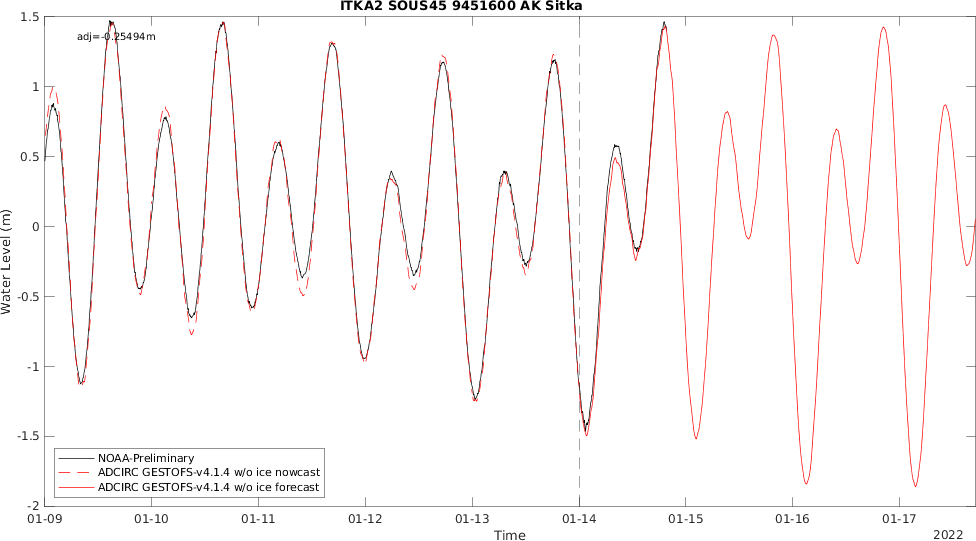 ITKA2 SOUS45 9451600 AK Sitka
adj=-0.25494m
1.5
1
0.5
0
-0.5
-1
-1.5
-2
Water Level (m)
NOAA-Preliminary
ADCIRC GESTOFS-v4.1.4 w/o ice nowcast
ADCIRC GESTOFS-v4.1.4 w/o ice forecast
01-09 01-10 01-11 01-12 01-13 01-14 01-15 01-16 01-17
Time
2022